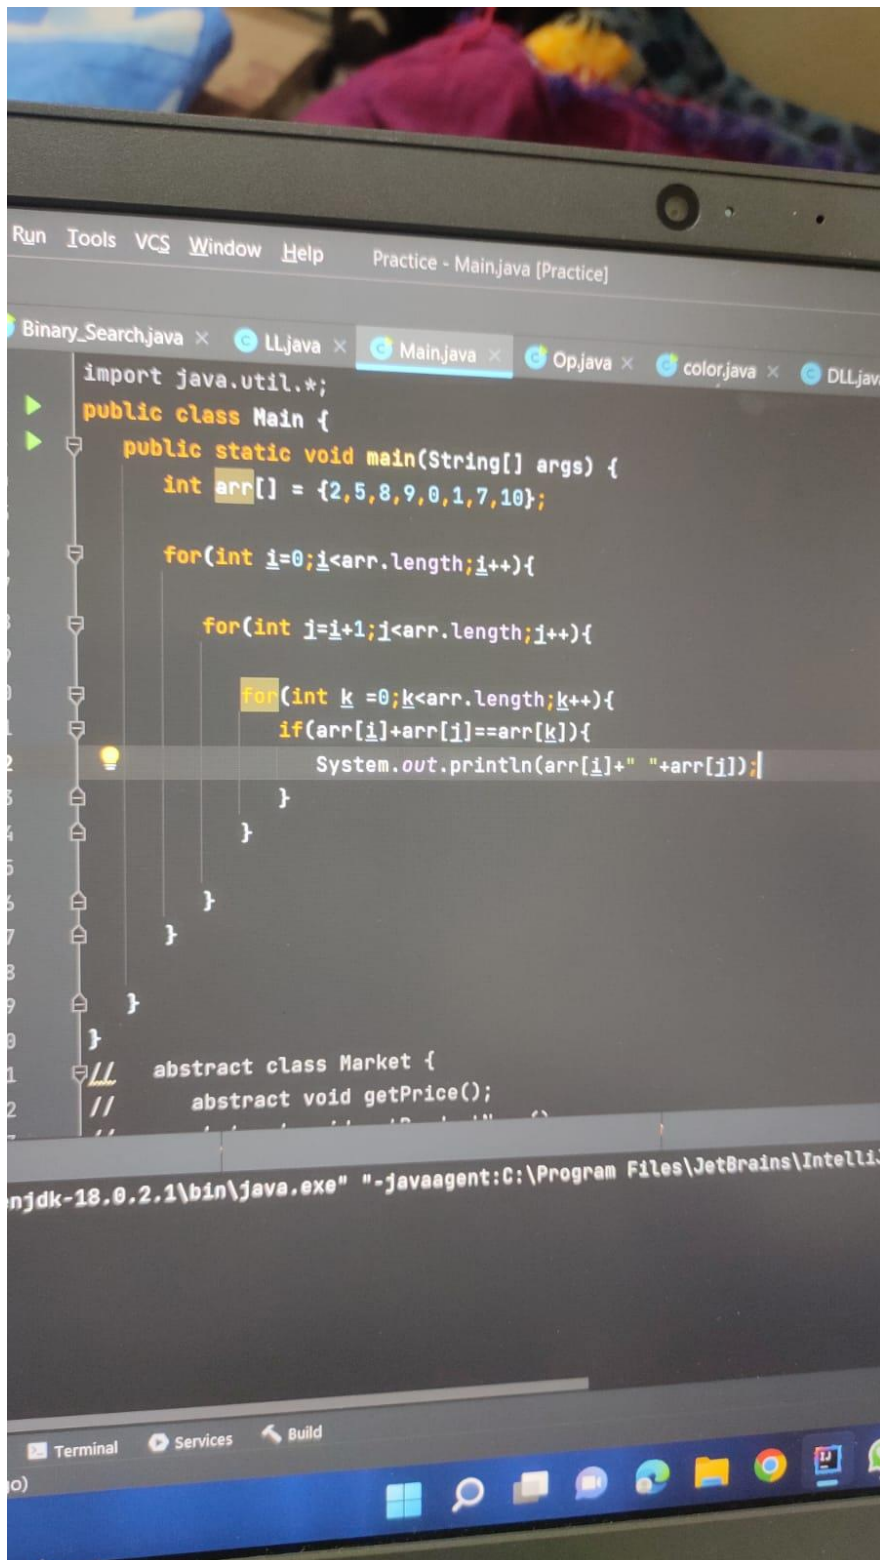 Run Tools VCS Window Help Practice - Main.java [Practice]
Binary_Search.java LL.java Main.java Op.java color.java DLL.jav
import java.util.*;
public class Main {
public static void main(String[] args) {
int arr[] = {2,5,8,9,0,1,7,10};
for(int i=0;i<arr.length;i++){
for(int j=i+1;j<arr.length;j++){
for(int k =0;k<arr.length;k++){
if(arr[i]+arr[j]==arr[k]){
System.out.println(arr[i]+" "+arr[j]);
}
}
}
}
}
}
// abstract class Market {
// abstract void getPrice();
//
njdk-18.0.2.1\bin\java.exe" "-javaagent:C:\Program Files\JetBrains\IntelliJ
Terminal Services Build
go)